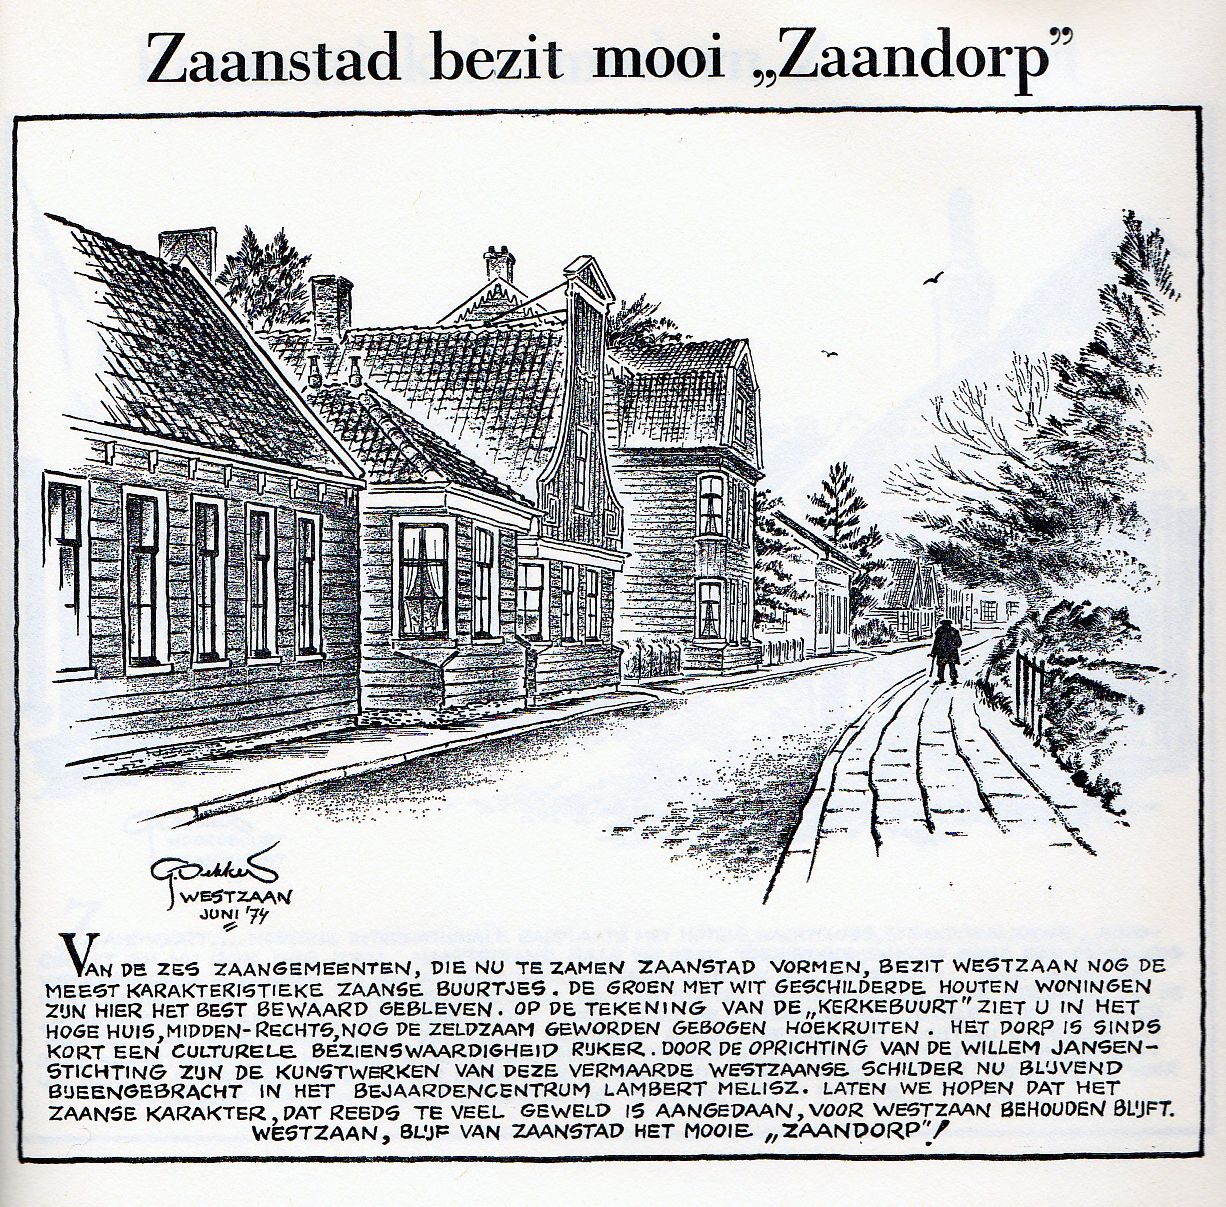 Zaanstad bezit mooi „Zaandorp”
G. Dekker
WESTZAAN
JUNI '74
VAN DE ZES ZAANGEMEENTEN, DIE NU TE ZAMEN ZAANSTAD VORMEN, BEZIT WESTZAAN NOG DE
MEEST KARAKTERISTIEKE ZAANSE BUURTJES. DE GROEN MET WIT GESCHILDERDE HOUTEN WONINGEN
ZIJN HIER HET BEST BEWAARD GEBLEVEN. OP DE TEKENING VAN DE „KERKEBUURT” ZIET U IN HET
HOGE HUIS, MIDDEN-RECHTS, NOG DE ZELDZAAM GEWORDEN GEBOGEN HOEKRUITEN. HET DORP IS SINDS
KORT EEN CULTURELE BEZIENSWAARDIGHEID RIJKER. DOOR DE OPRICHTING VAN DE WILLEM JANSEN-
STICHTING ZIJN DE KUNSTWERKEN VAN DEZE VERMAARDE WESTZAANSE SCHILDER NU BLIJVEND
BIJEENGEBRACHT IN HET BEJAARDENCENTRUM LAMBERT MELISZ. LATEN WE HOPEN DAT HET
ZAANSE KARAKTER, DAT REEDS TE VEEL GEWELD IS AANGEDAAN, VOOR WESTZAAN BEHOUDEN BLIJFT.
WESTZAAN, BLIJF VAN ZAANSTAD HET MOOIE „ZAANDORP”!